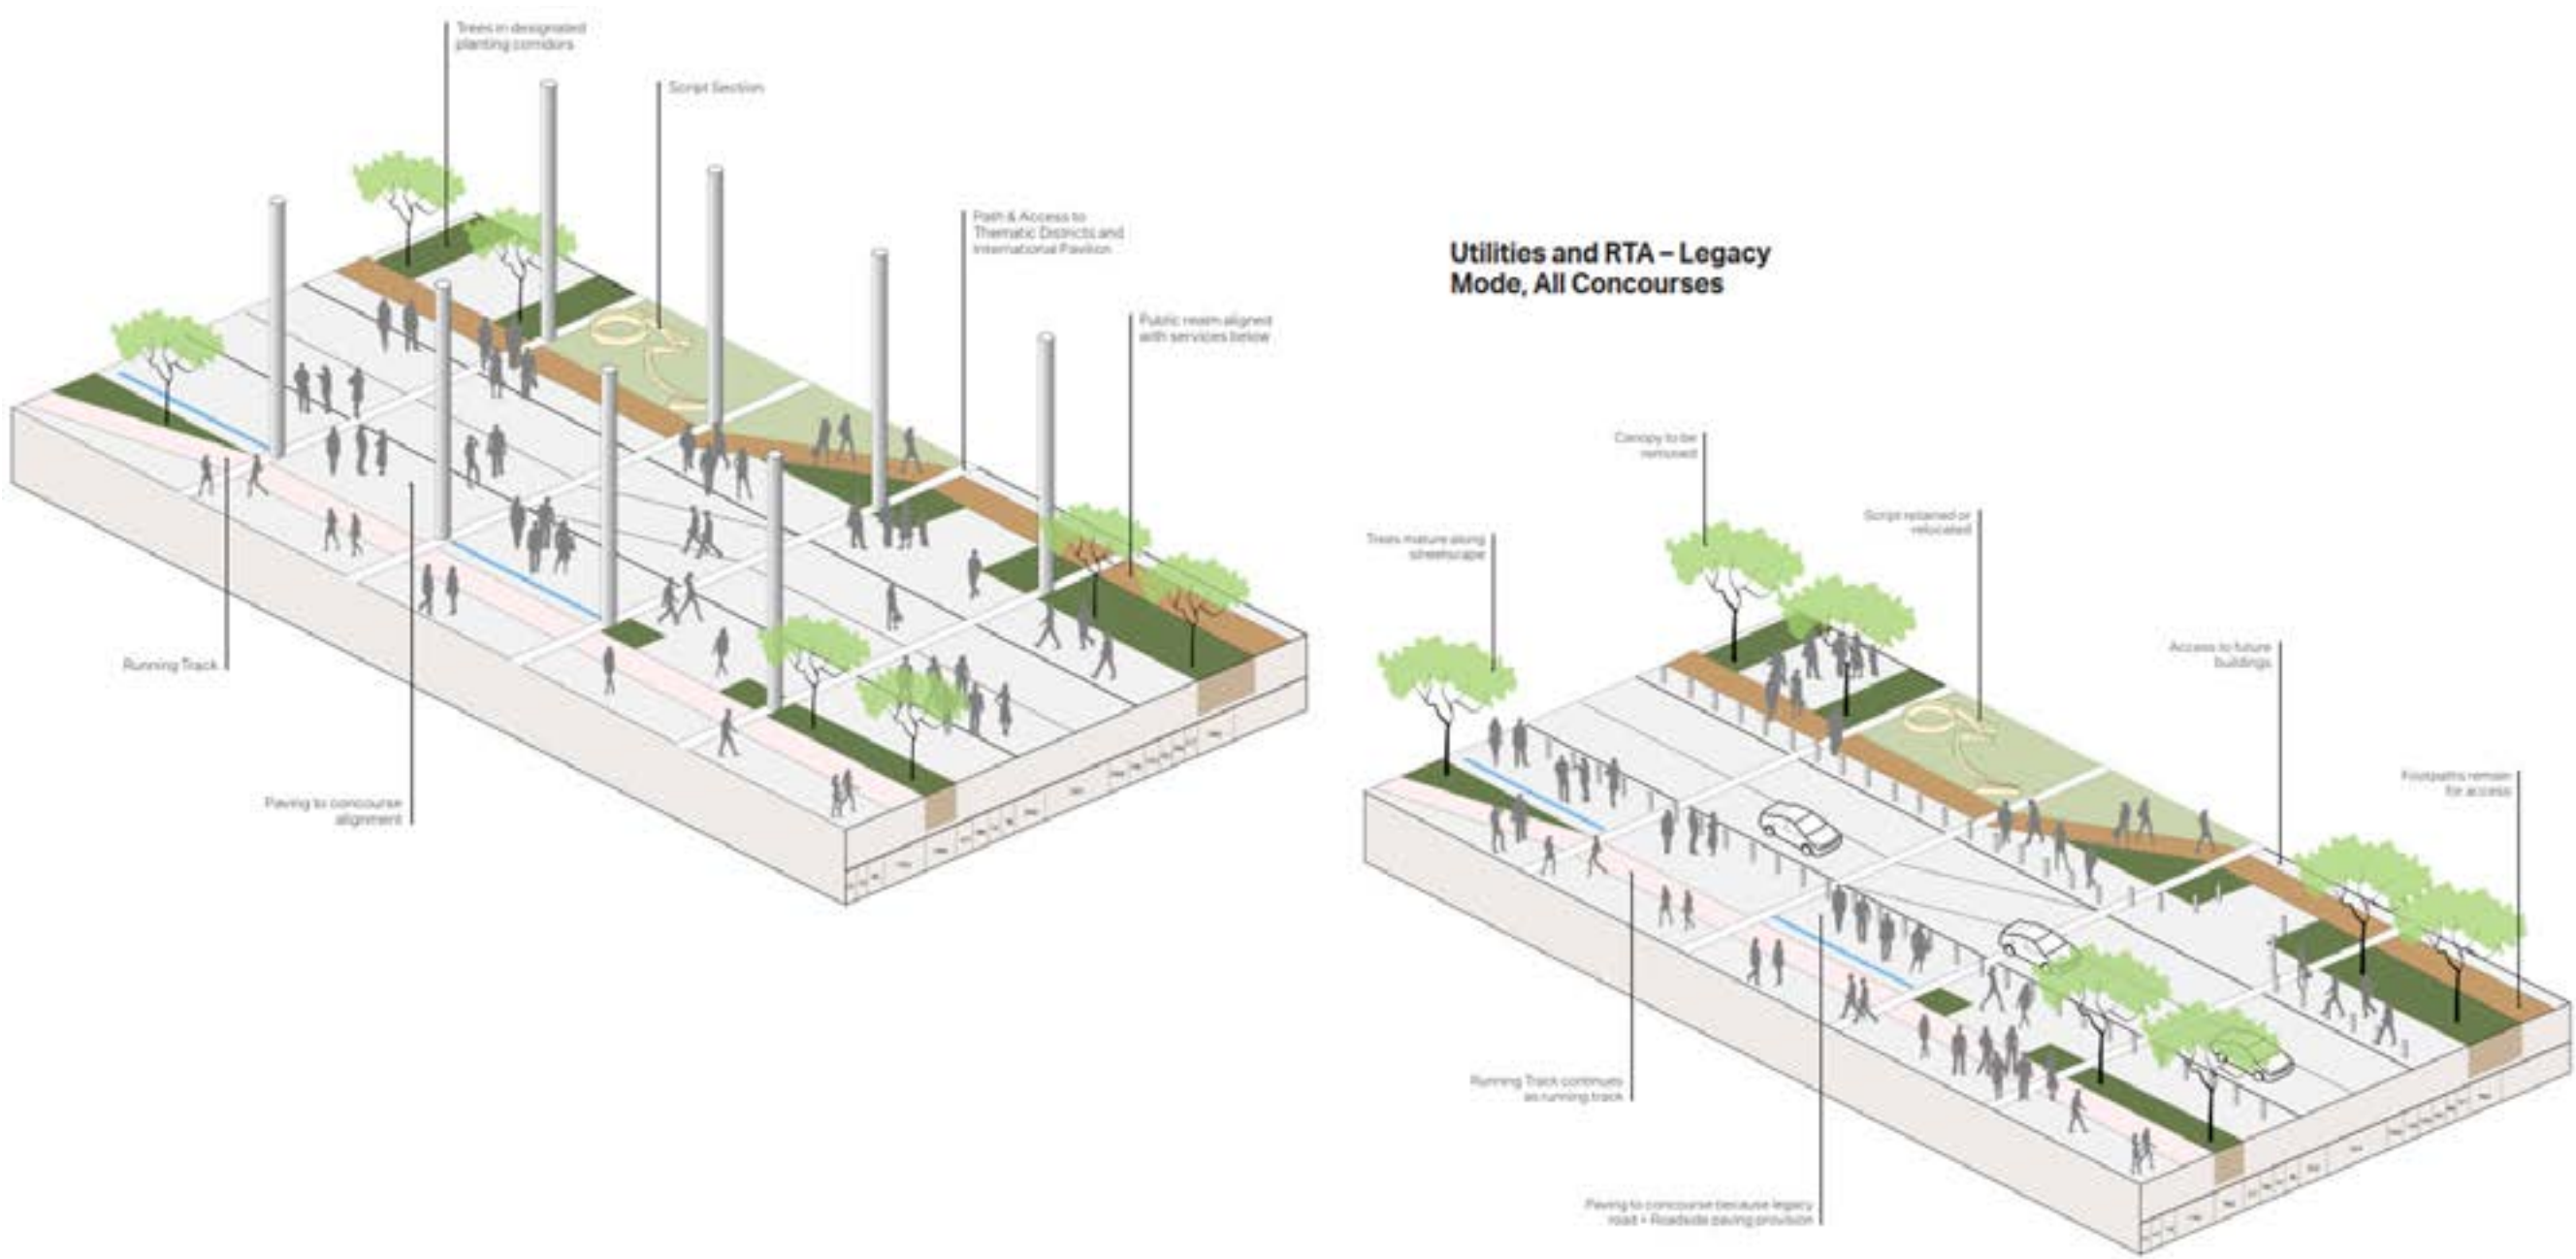 Trees in designated
planting corridors
Script Section
Path & Access to
Thematic Districts and
International Pavilion
Public realm aligned
with services below
Running Track
Paving to concourse
alignment
Utilities and RTA – Legacy
Mode, All Concourses
Canopy to be
removed
Script retained or
relocated
Trees mature along
streetscape
Access to future
buildings
Footpaths remain
for access
Running Track continues
as running track
Paving to concourse because legacy
road + Roadside paving provision